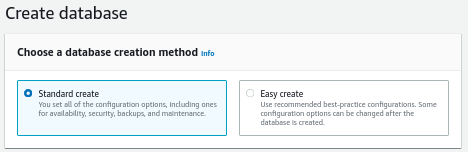 Create database
Choose a database creation method Info
Standard create
You set all of the configuration options, including ones
for availability, security, backups, and maintenance.
Easy create
Use recommended best-practice configurations. Some
configuration options can be changed after the
database is created.